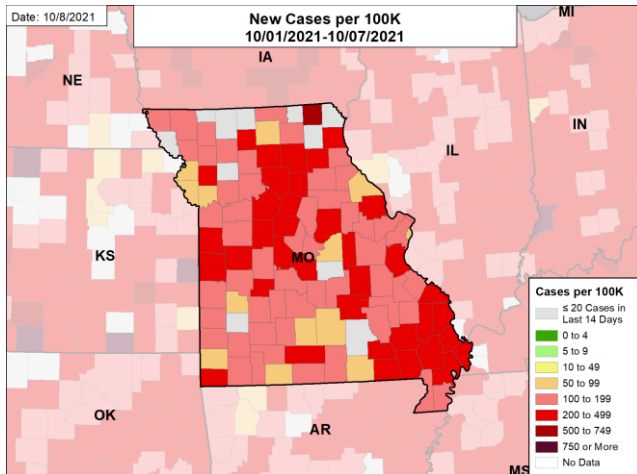 Date: 10/8/2021
New Cases per 100K
10/01/2021-10/07/2021
MI
IA
NE
IN
IL
KS
MO
Cases per 100K
≤ 20 Cases in
Last 14 Days
0 to 4
5 to 9
10 to 49
50 to 99
100 to 199
200 to 499
500 to 749
750 or More
No Data
OK
AR
MS